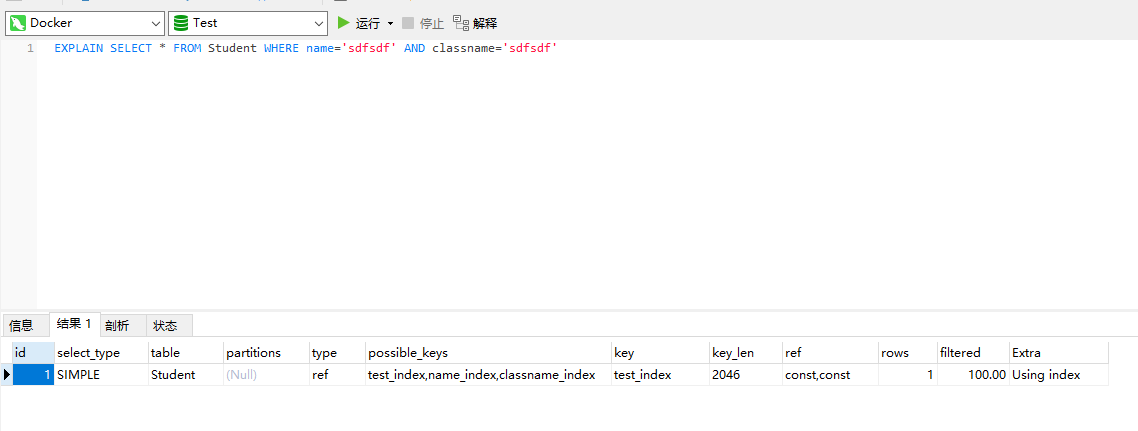 Docker Test 运行 停止 解释
1 EXPLAIN SELECT * FROM Student WHERE name='sdfsdf' AND classname='sdfsdf'
信息 结果 1 剖析 状态
id select_type table partitions type possible_keys key key_len ref rows filtered Extra
1 SIMPLE Student (Null) ref test_index,name_index,classname_index test_index 2046 const,const 1 100.00 Using index